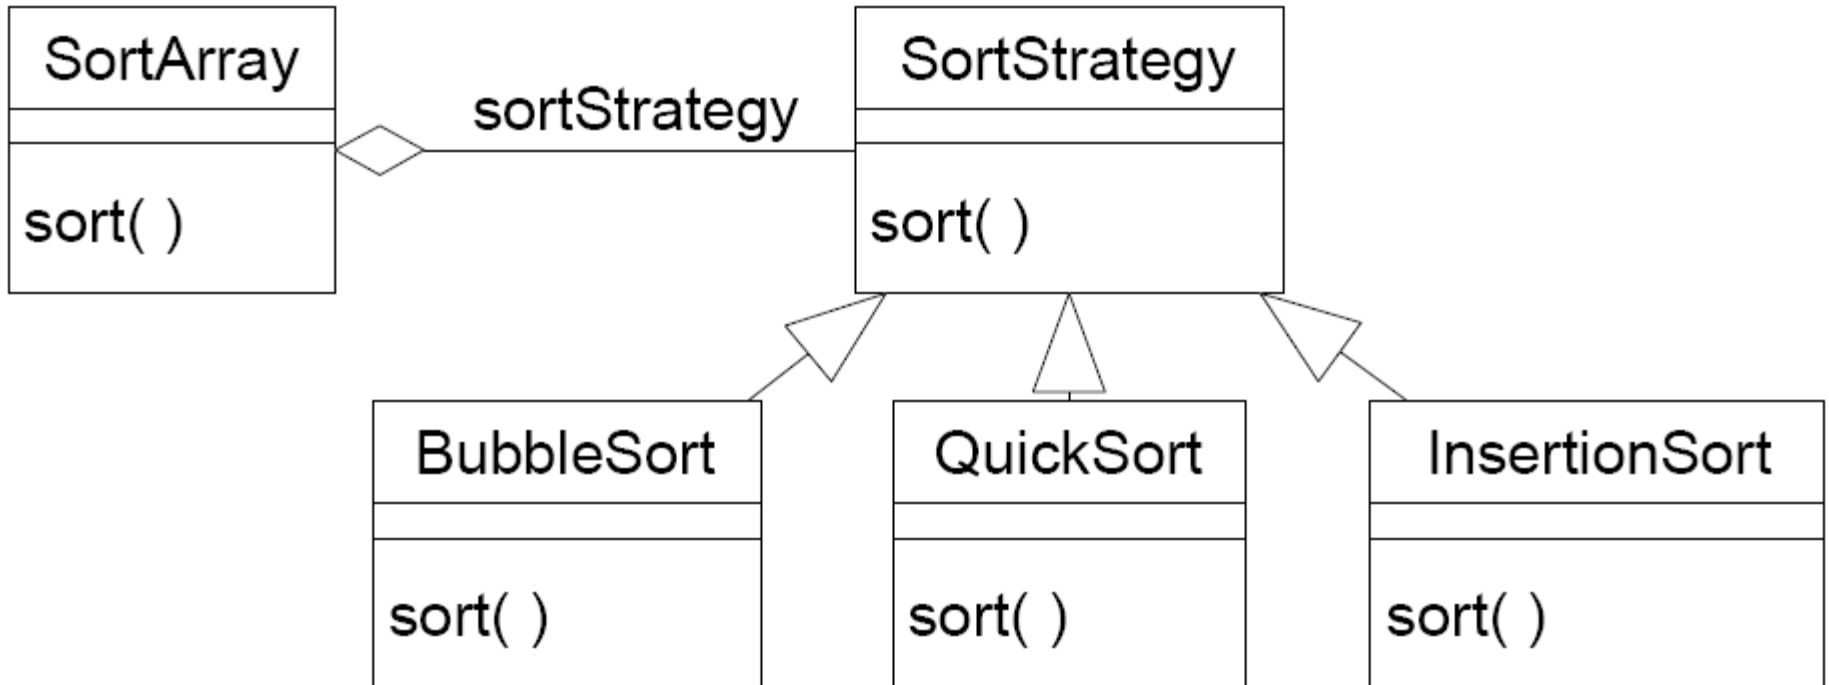 SortArray
sort( )
sortStrategy
SortStrategy
sort( )
BubbleSort
sort( )
QuickSort
sort( )
InsertionSort
sort( )